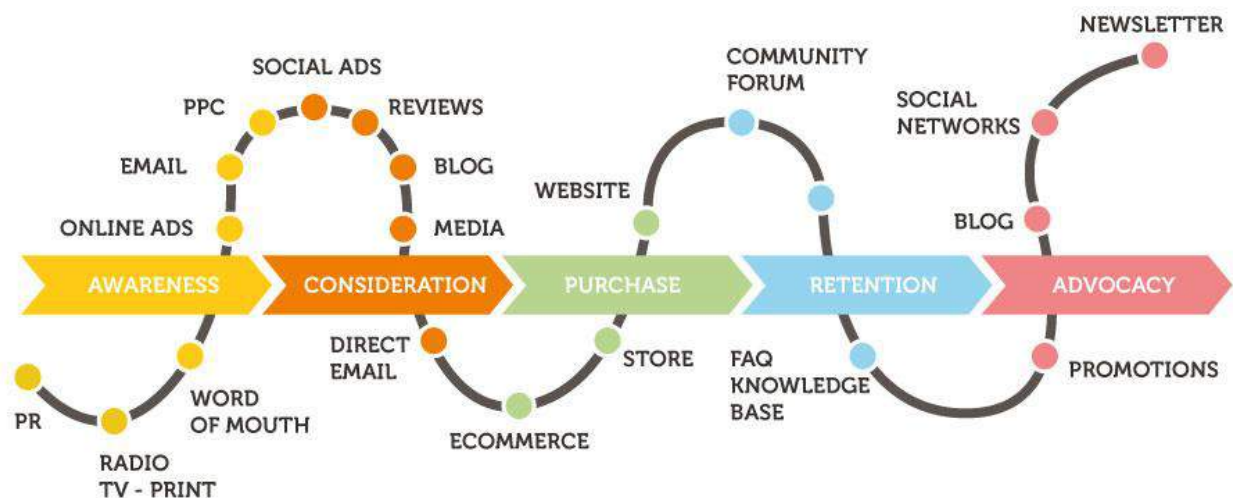 NEWSLETTER
COMMUNITY
FORUM
SOCIAL ADS
PPC
REVIEWS
SOCIAL
NETWORKS
EMAIL
BLOG
WEBSITE
ONLINE ADS
MEDIA
BLOG
AWARENESS
CONSIDERATION
PURCHASE
RETENTION
ADVOCACY
DIRECT
EMAIL
STORE
FAQ
KNOWLEDGE
BASE
PROMOTIONS
PR
WORD
OF MOUTH
ECOMMERCE
RADIO
TV - PRINT